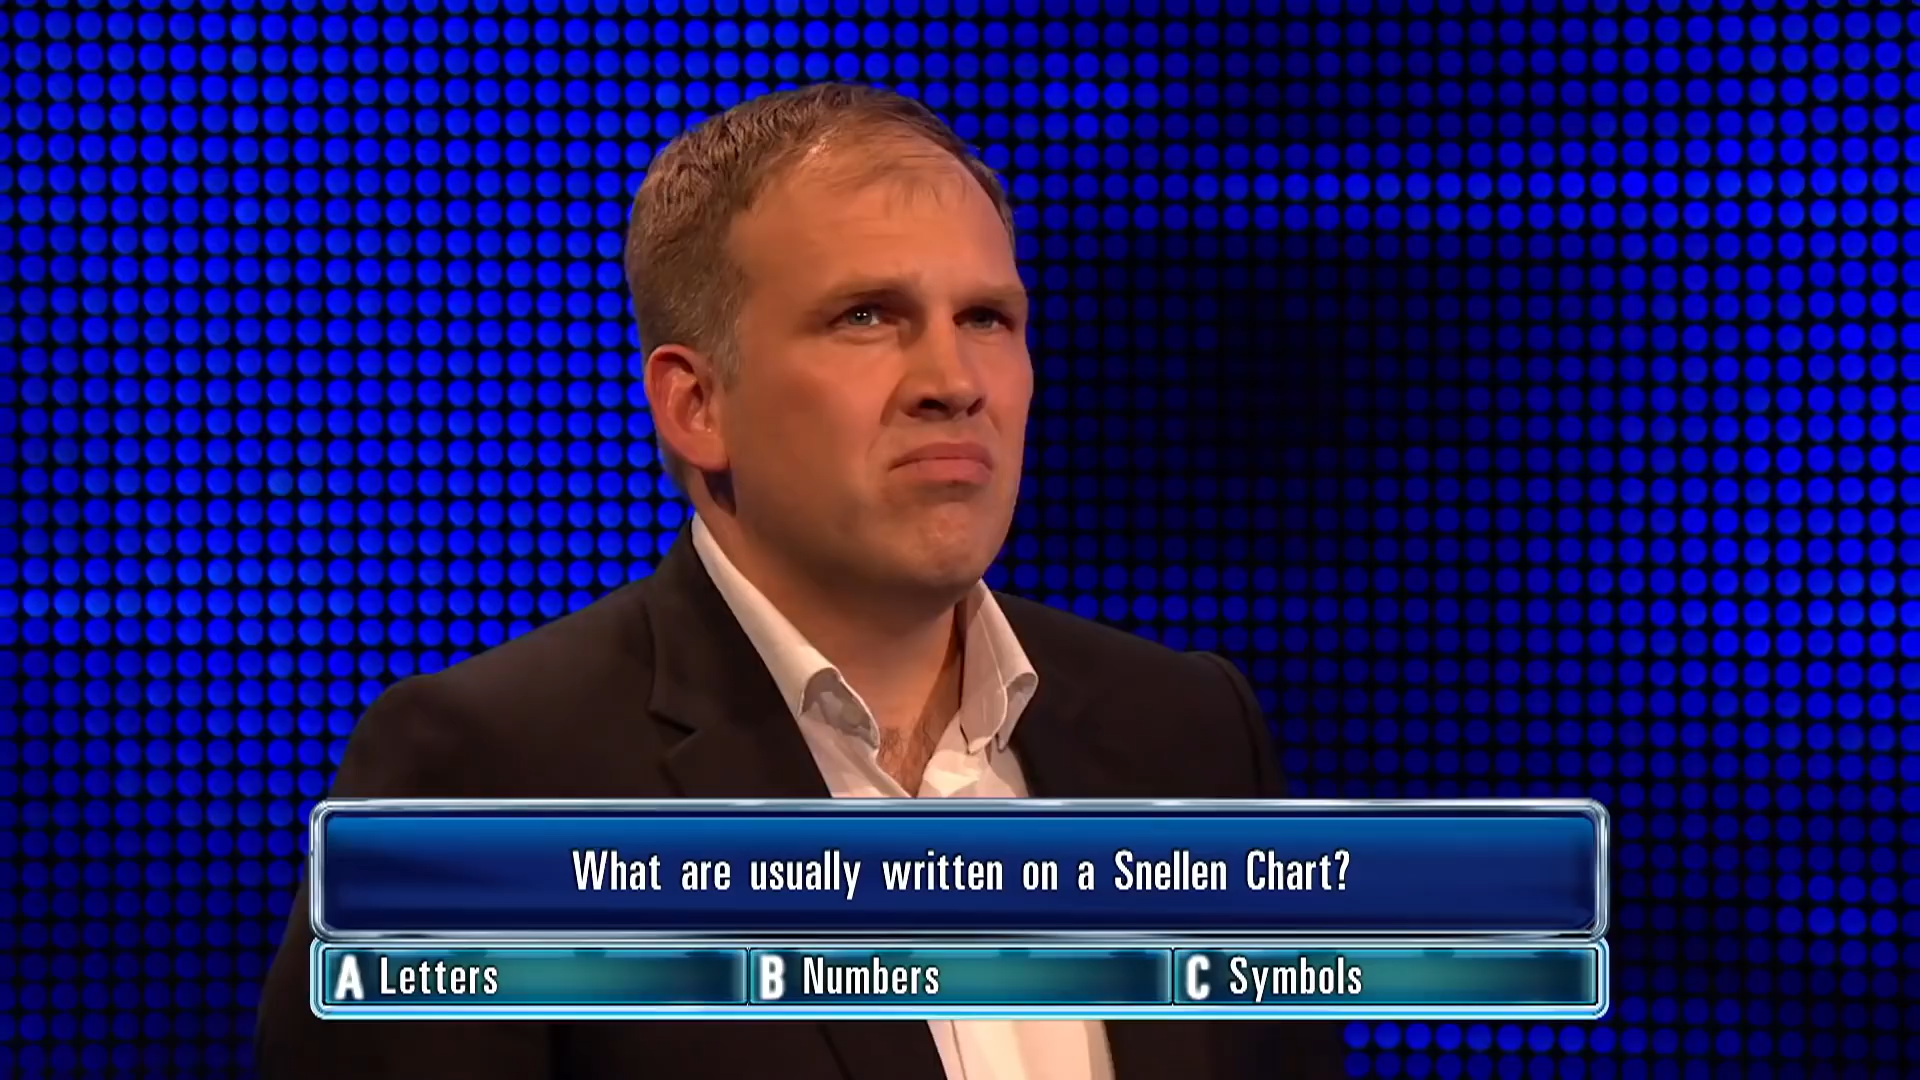 What are usually written on a Snellen Chart?
A Letters
B Numbers
C Symbols